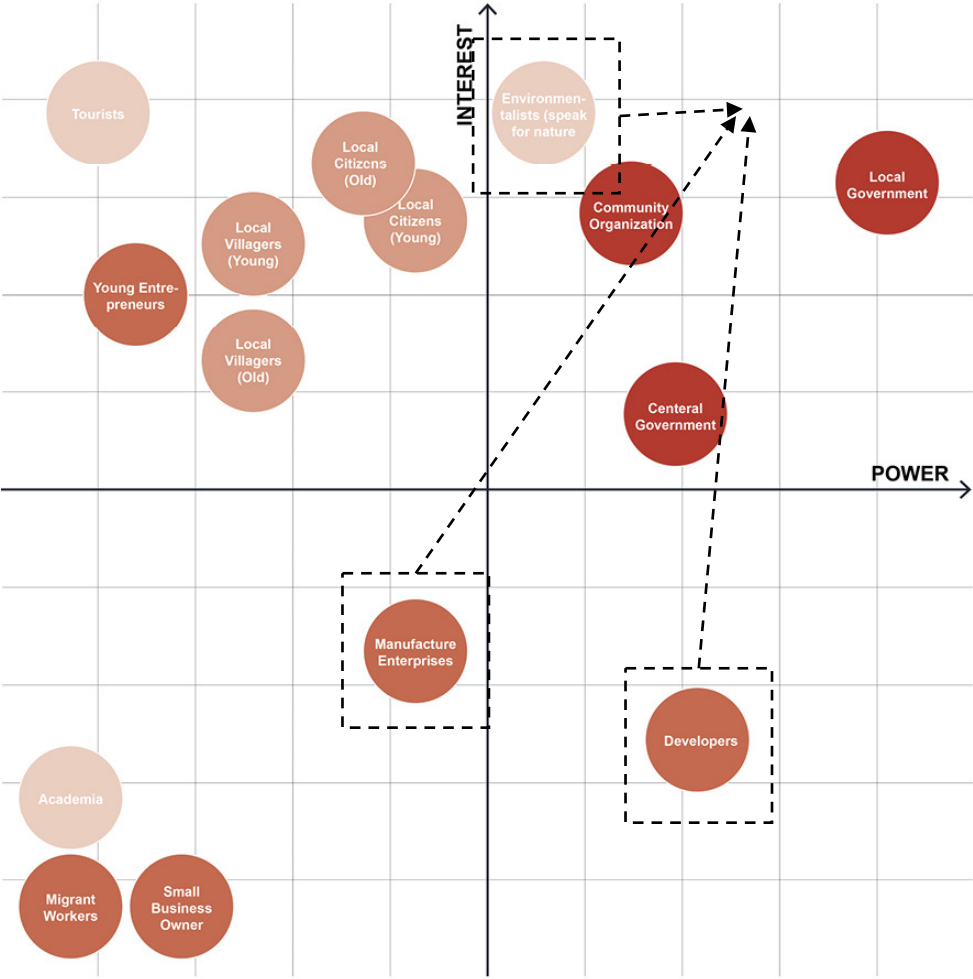 INTEREST
Environmen-
talists (speak
for nature
Tourists
Local
Citizens
(Old)
Local
Government
Local
Citizens
(Young)
Community
Organization
Local
Villagers
(Young)
Young Entre-
preneurs
Local
Villagers
(Old)
Centeral
Government
POWER
Manufacture
Enterprises
Developers
Academia
Migrant
Workers
Small
Business
Owner